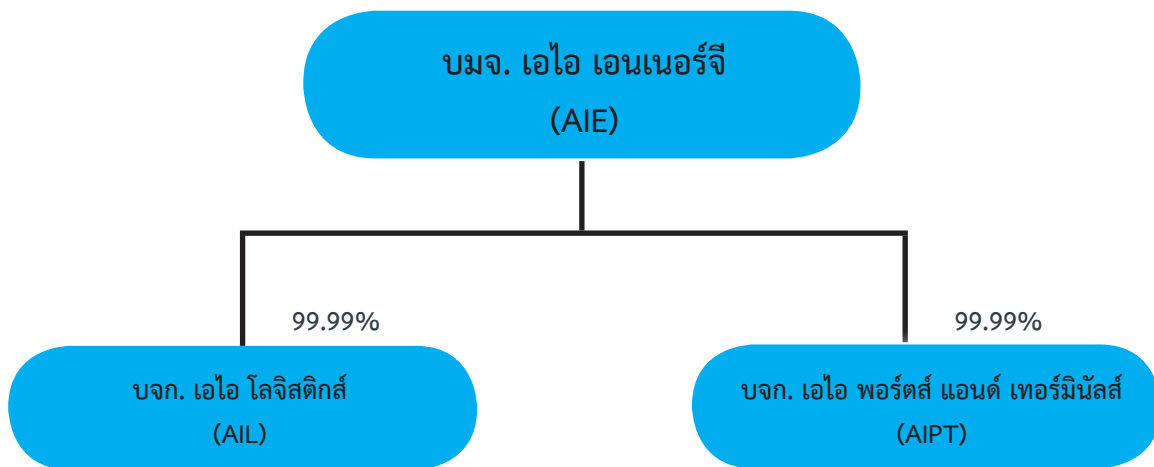 บมจ. เอไอ เอนเนอร์จี
(AIE)
99.99%
99.99%
บจก. เอไอ โลจิสติกส์
(AIL)
บจก. เอไอ พอร์ตส์ แอนด์ เทอร์มินัลส์
(AIPT)